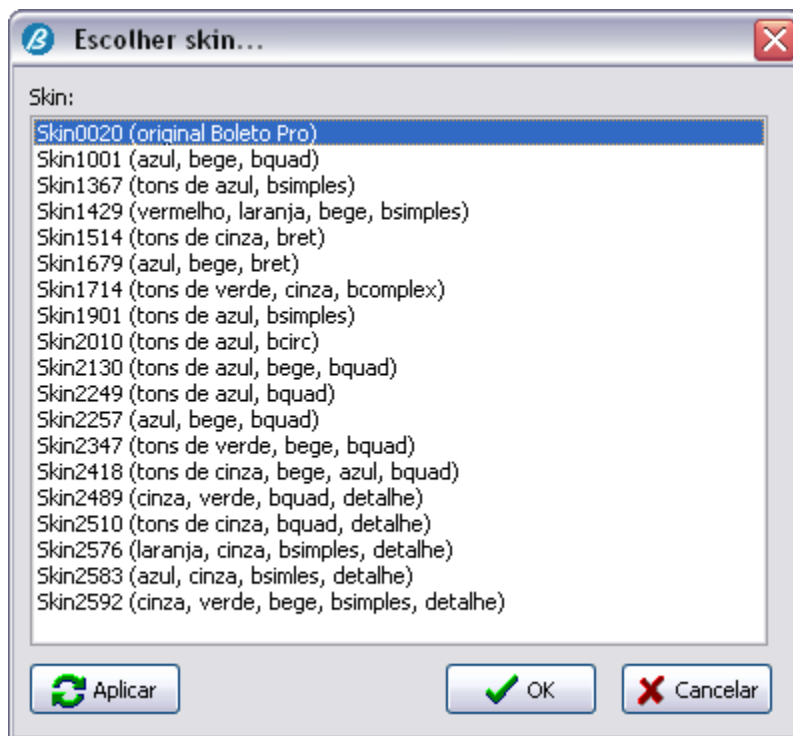 Escolher skin...
Skin:
Skin0020 (original Boleto Pro)
Skin1001 (azul, bege, bquad)
Skin1367 (tons de azul, bsimples)
Skin1429 (vermelho, laranja, bege, bsimples)
Skin1514 (tons de cinza, bret)
Skin1679 (azul, bege, bret)
Skin1714 (tons de verde, cinza, bcomplex)
Skin1901 (tons de azul, bsimples)
Skin2010 (tons de azul, bcirc)
Skin2130 (tons de azul, bege, bquad)
Skin2249 (tons de azul, bquad)
Skin2257 (azul, bege, bquad)
Skin2347 (tons de verde, bege, bquad)
Skin2418 (tons de cinza, bege, azul, bquad)
Skin2489 (cinza, verde, bquad, detalhe)
Skin2510 (tons de cinza, bquad, detalhe)
Skin2576 (laranja, cinza, bsimples, detalhe)
Skin2583 (azul, cinza, bsimles, detalhe)
Skin2592 (cinza, verde, bege, bsimples, detalhe)
Aplicar OK Cancelar